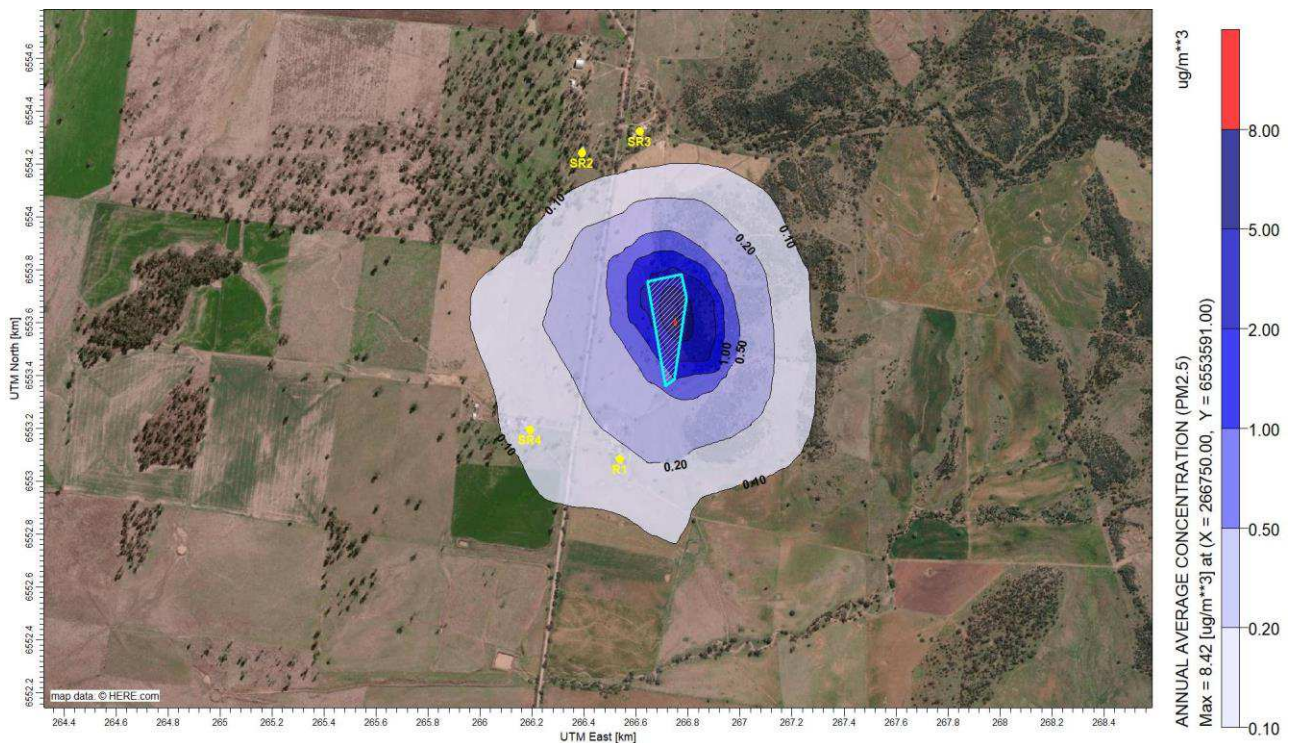 UTM North [km]
6554.6
6554.4
6554.2
6554
6553.8
6553.6
6553.4
6553.2
6553
6552.8
6552.6
6552.4
6552.2
SR3
SR2
0.10
0.20
0.10
0.50
1.00
SR4
0.10
R1
0.20
0.10
map data: © HERE.com
264.4 264.6 264.8 265 265.2 265.4 265.6 265.8 266 266.2 266.4 266.6 266.8 267 267.2 267.4 267.6 267.8 268 268.2 268.4
UTM East [km]
ANNUAL AVERAGE CONCENTRATION (PM2.5)
ug/m**3
Max = 8.42 [ug/m**3] at (X = 266750.00, Y = 6553591.00)
8.00
5.00
2.00
1.00
0.50
0.20
0.10